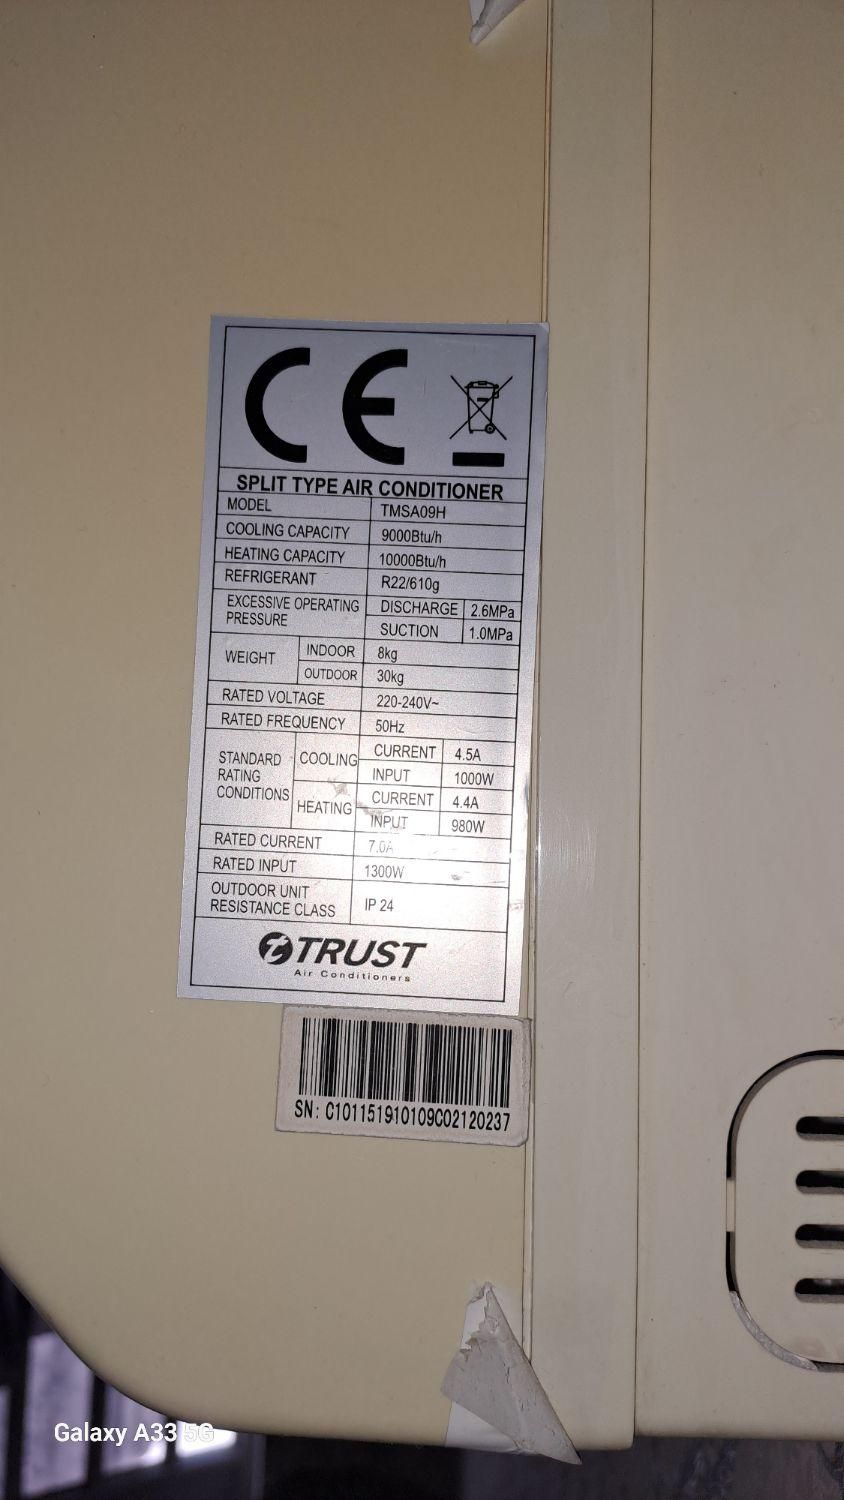 CE
SPLIT TYPE AIR CONDITIONER
MODEL TMSA09H
COOLING CAPACITY 9000Btu/h
HEATING CAPACITY 10000Btu/h
REFRIGERANT R22/610g
EXCESSIVE OPERATING PRESSURE DISCHARGE 2.6MPa
SUCTION 1.0MPa
WEIGHT INDOOR 8kg
OUTDOOR 30kg
RATED VOLTAGE 220-240V~
RATED FREQUENCY 50Hz
STANDARD RATING CONDITIONS COOLING CURRENT 4.5A
INPUT 1000W
HEATING CURRENT 4.4A
INPUT 980W
RATED CURRENT 7.0A
RATED INPUT 1300W
OUTDOOR UNIT RESISTANCE CLASS IP 24
TRUST
Air Conditioners
SN: C101151910109C02120237
Galaxy A33 5G